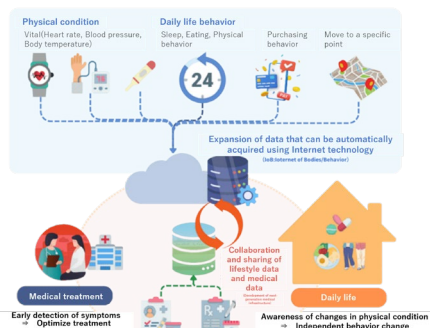 Physical condition
Vital(Heart rate, Blood pressure,
Body temperature)
Daily life behavior
Sleep, Eating, Physical
behavior
Purchasing
behavior
Move to a specific
point
24
Expansion of data that can be automatically
acquired using Internet technology
(IoB:Internet of Bodies/Behavior)
Collaboration
and sharing of
lifestyle data
and medical
data
Medical treatment
Daily life
Early detection of symptoms
⇒ Optimize treatment
Awareness of changes in physical condition
⇒ Independent behavior change